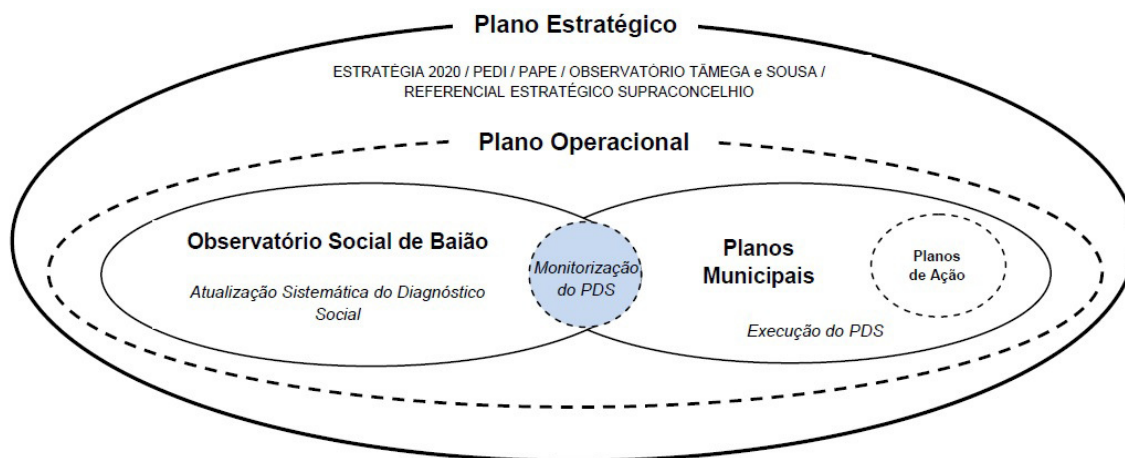 Plano Estratégico
ESTRATÉGIA 2020 / PEDI / PAPE / OBSERVATÓRIO TÂMEGA e SOUSA /
REFERENCIAL ESTRATÉGICO SUPRACONCELHIO
Plano Operacional
Observatório Social de Baião
Atualização Sistemática do Diagnóstico
Social
Monitorização
do PDS
Planos
Municipais
Execução do PDS
Planos
de Ação